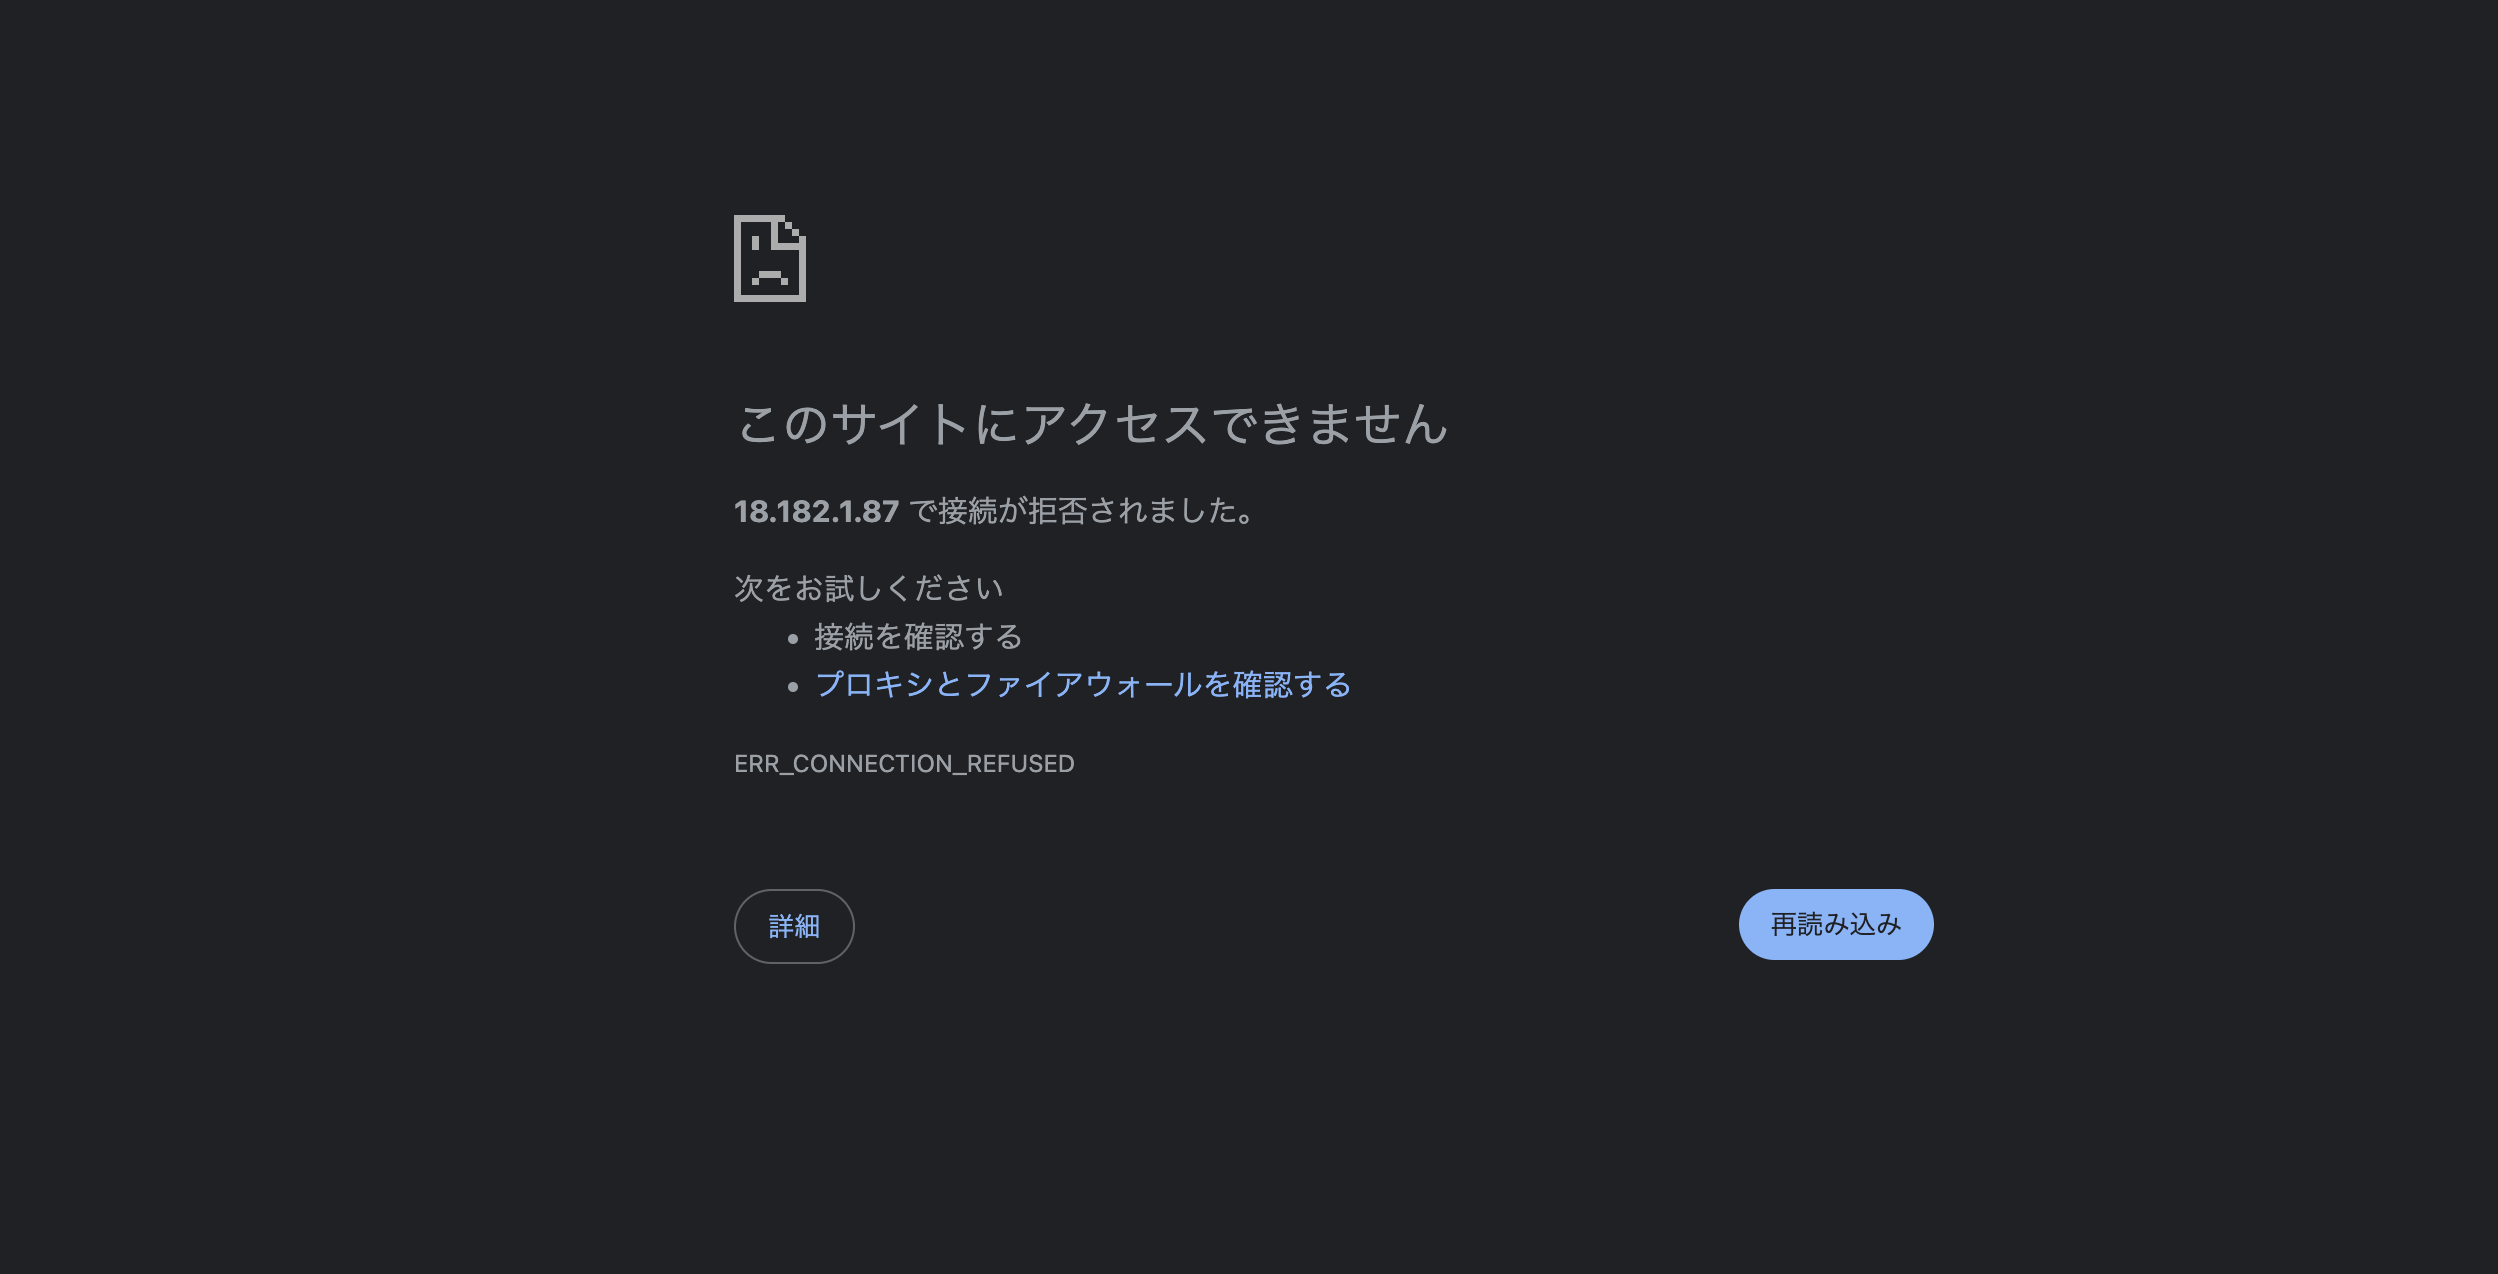 このサイトにアクセスできません
18.182.1.87 で接続が拒否されました。
次をお試しください
• 接続を確認する
• プロキシとファイアウォールを確認する
ERR_CONNECTION_REFUSED
詳細
再読み込み